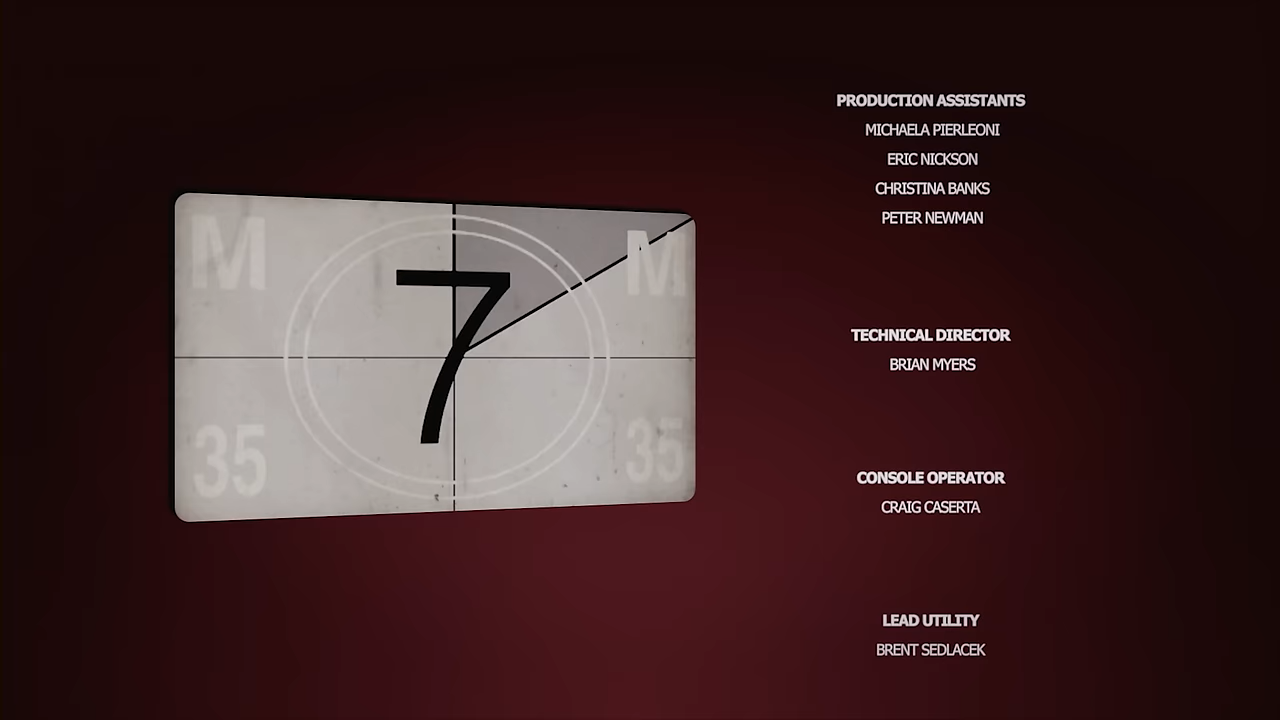 M
M
7
35
35
PRODUCTION ASSISTANTS
MICHAELA PIERLEONI
ERIC NICKSON
CHRISTINA BANKS
PETER NEWMAN
TECHNICAL DIRECTOR
BRIAN MYERS
CONSOLE OPERATOR
CRAIG CASERTA
LEAD UTILITY
BRENT SEDLACEK